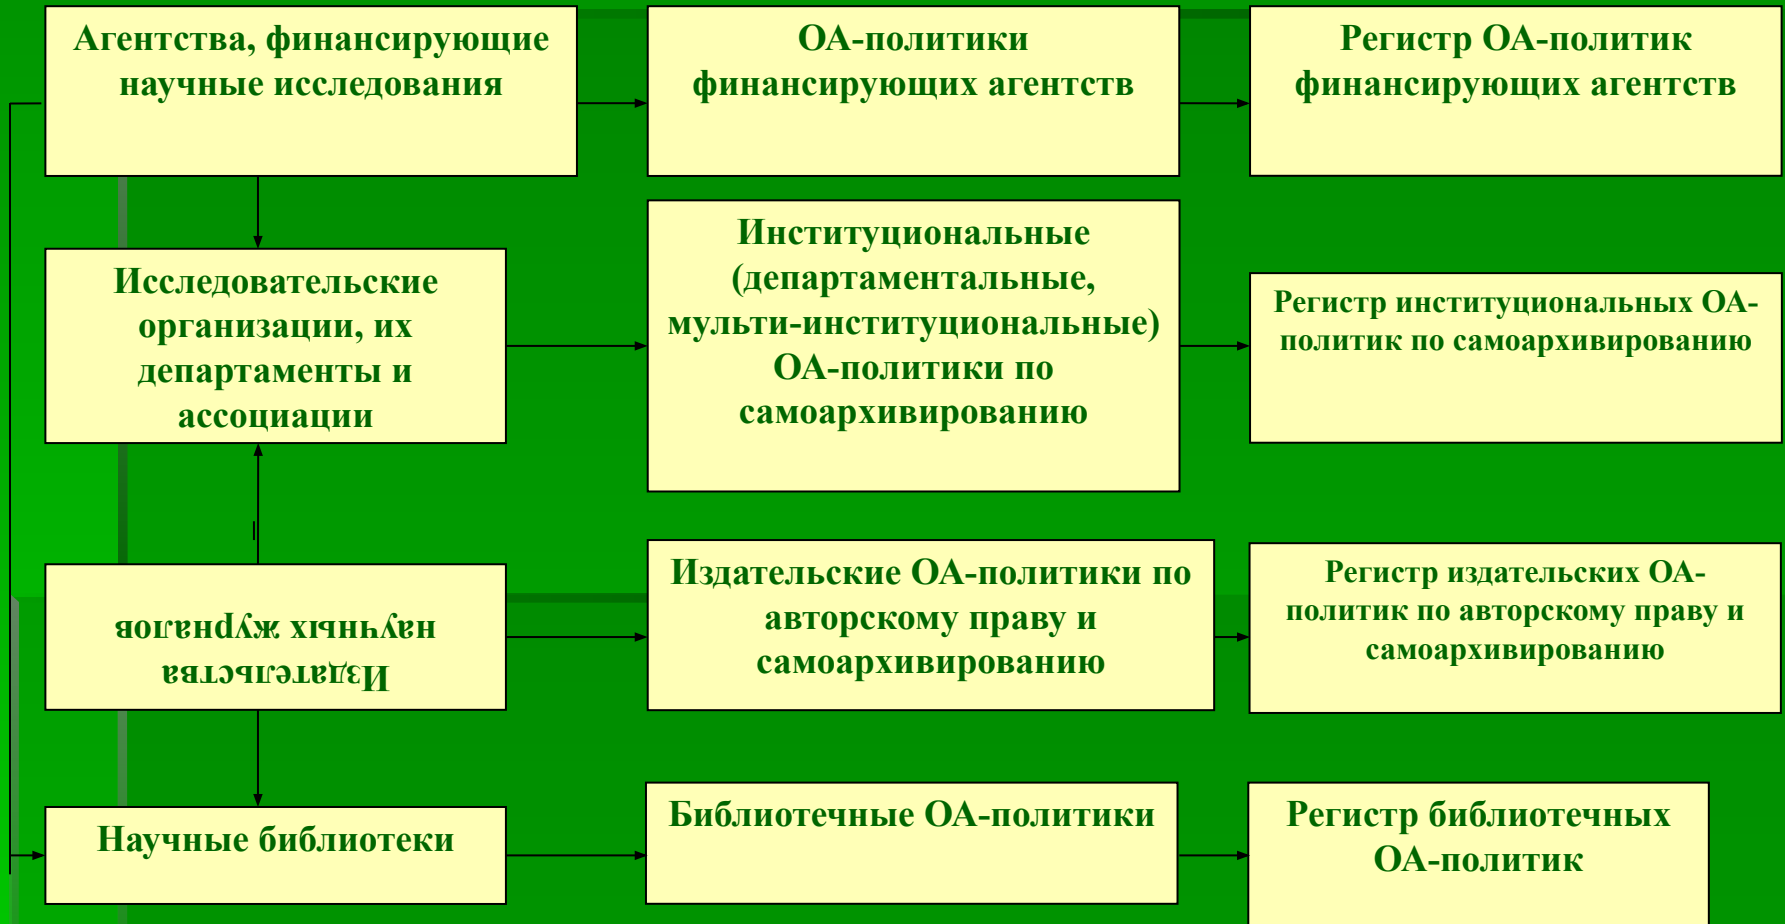 Агентства, финансирующие
научные исследования
ОА-политики
финансирующих агентств
Регистр ОА-политик
финансирующих агентств
Исследовательские
организации, их
департаменты и
ассоциации
Институциональные
(департаментальные,
мульти-институциональные)
ОА-политики по
самоархивированию
Регистр институциональных ОА-
политик по самоархивированию
Издательства
научных журналов
Издательские ОА-политики по
авторскому праву и
самоархивированию
Регистр издательских ОА-
политик по авторскому праву и
самоархивированию
Научные библиотеки
Библиотечные ОА-политики
Регистр библиотечных
ОА-политик